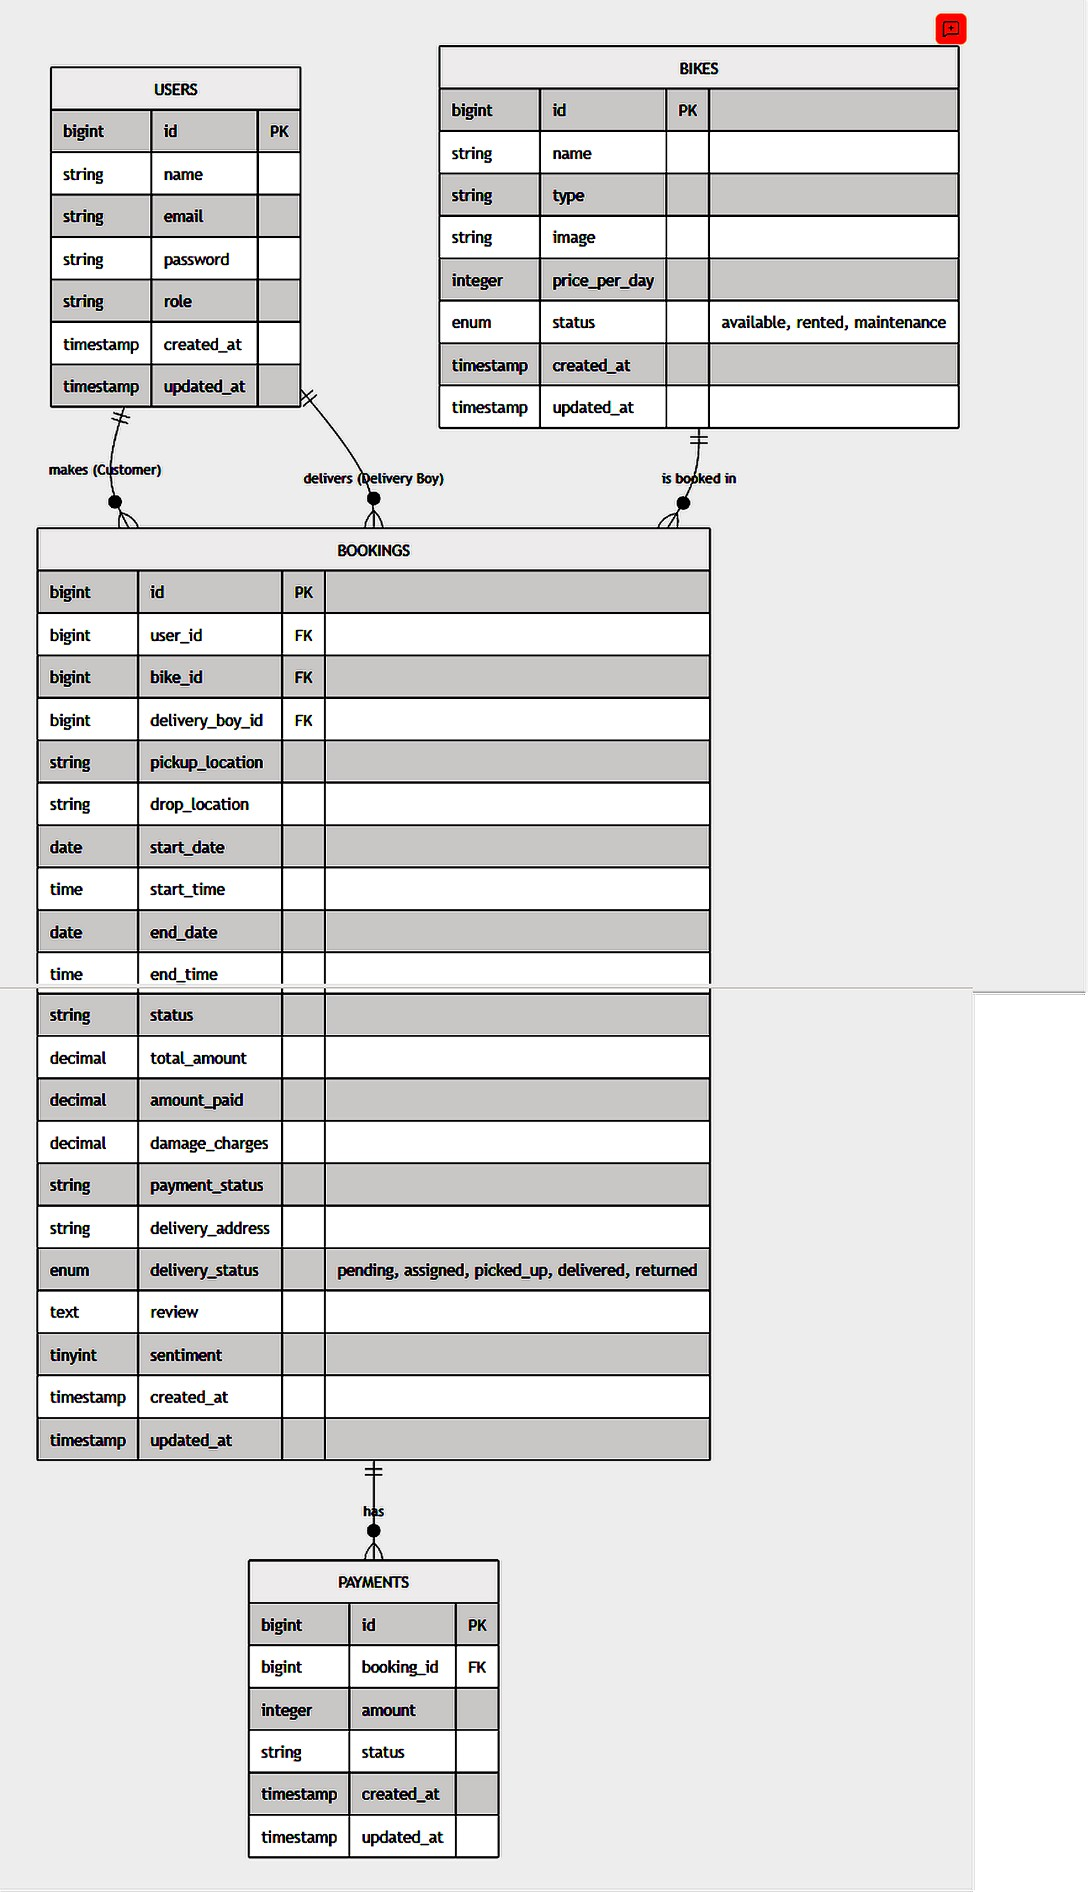 USERS
bigint id PK
string name
string email
string password
string role
timestamp created_at
timestamp updated_at
BIKES
bigint id PK
string name
string type
string image
integer price_per_day
enum status available, rented, maintenance
timestamp created_at
timestamp updated_at
makes (Customer)
delivers (Delivery Boy)
is booked in
BOOKINGS
bigint id PK
bigint user_id FK
bigint bike_id FK
bigint delivery_boy_id FK
string pickup_location
string drop_location
date start_date
time start_time
date end_date
time end_time
string status
decimal total_amount
decimal amount_paid
decimal damage_charges
string payment_status
string delivery_address
enum delivery_status pending, assigned, picked_up, delivered, returned
text review
tinyint sentiment
timestamp created_at
timestamp updated_at
has
PAYMENTS
bigint id PK
bigint booking_id FK
integer amount
string status
timestamp created_at
timestamp updated_at